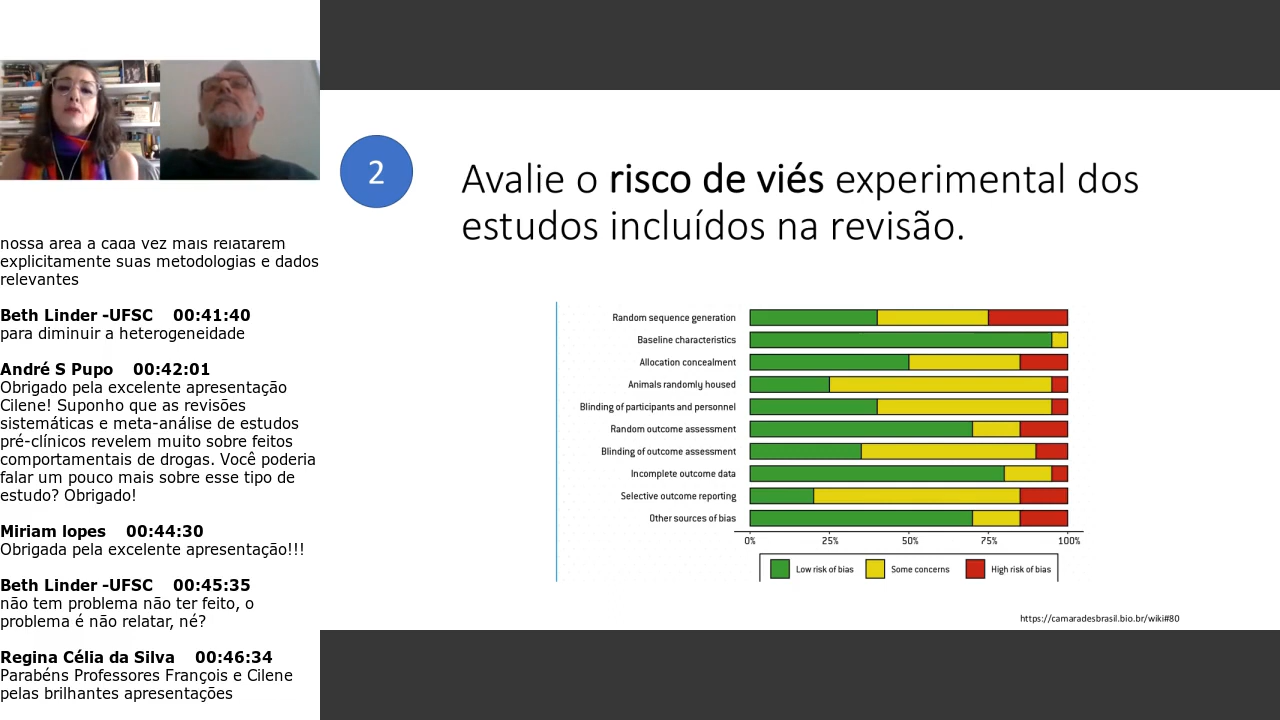 nossa área a cada vez mais relatarem
explicitamente suas metodologias e dados
relevantes
Beth Linder -UFSC 00:41:40
para diminuir a heterogeneidade
André S Pupo 00:42:01
Obrigado pela excelente apresentação
Cilene! Suponho que as revisões
sistemáticas e meta-análise de estudos
pré-clínicos revelem muito sobre feitos
comportamentais de drogas. Você poderia
falar um pouco mais sobre esse tipo de
estudo? Obrigado!
Miriam lopes 00:44:30
Obrigada pela excelente apresentação!!!
Beth Linder -UFSC 00:45:35
não tem problema não ter feito, o
problema é não relatar, né?
Regina Célia da Silva 00:46:34
Parabéns Professores François e Cilene
pelas brilhantes apresentações
2
Avalie o risco de viés experimental dos
estudos incluídos na revisão.
Random sequence generation
Baseline characteristics
Allocation concealment
Animals randomly housed
Blinding of participants and personnel
Random outcome assessment
Blinding of outcome assessment
Incomplete outcome data
Selective outcome reporting
Other sources of bias
0% 25% 50% 75% 100%
Low risk of bias Some concerns High risk of bias
https://camaradesbrasil.bio.br/wiki#80